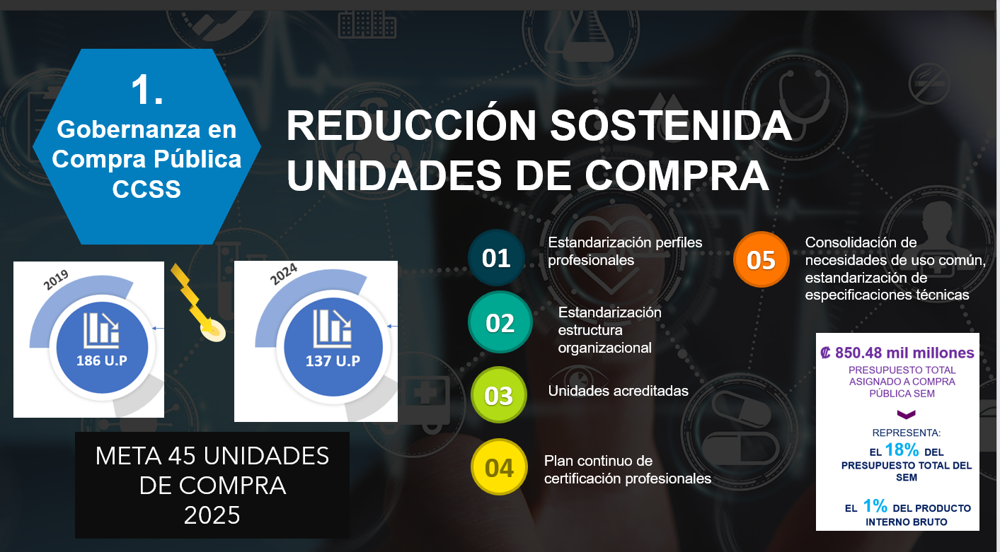 1.
Gobernanza en
Compra Pública
CCSS
REDUCCIÓN SOSTENIDA
UNIDADES DE COMPRA
2019
186 U.P
2024
137 U.P
META 45 UNIDADES
DE COMPRA
2025
01
Estandarización perfiles
profesionales
02
Estandarización
estructura
organizacional
03
Unidades acreditadas
04
Plan continuo de
certificación profesionales
05
Consolidación de
necesidades de uso común,
estandarización de
especificaciones técnicas
₡ 850.48 mil millones
PRESUPUESTO TOTAL
ASIGNADO A COMPRA
PÚBLICA SEM
REPRESENTA:
EL 18% DEL
PRESUPUESTO TOTAL DEL
SEM
EL 1% DEL PRODUCTO
INTERNO BRUTO